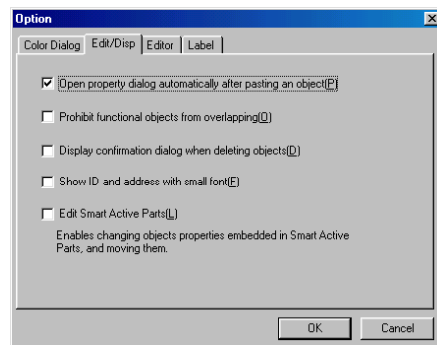 Option
Color Dialog Edit/Disp Editor Label
Open property dialog automatically after pasting an object(P)
Prohibit functional objects from overlapping(O)
Display confirmation dialog when deleting objects(D)
Show ID and address with small font(F)
Edit Smart Active Parts(L)
Enables changing objects properties embedded in Smart Active
Parts, and moving them.
OK Cancel